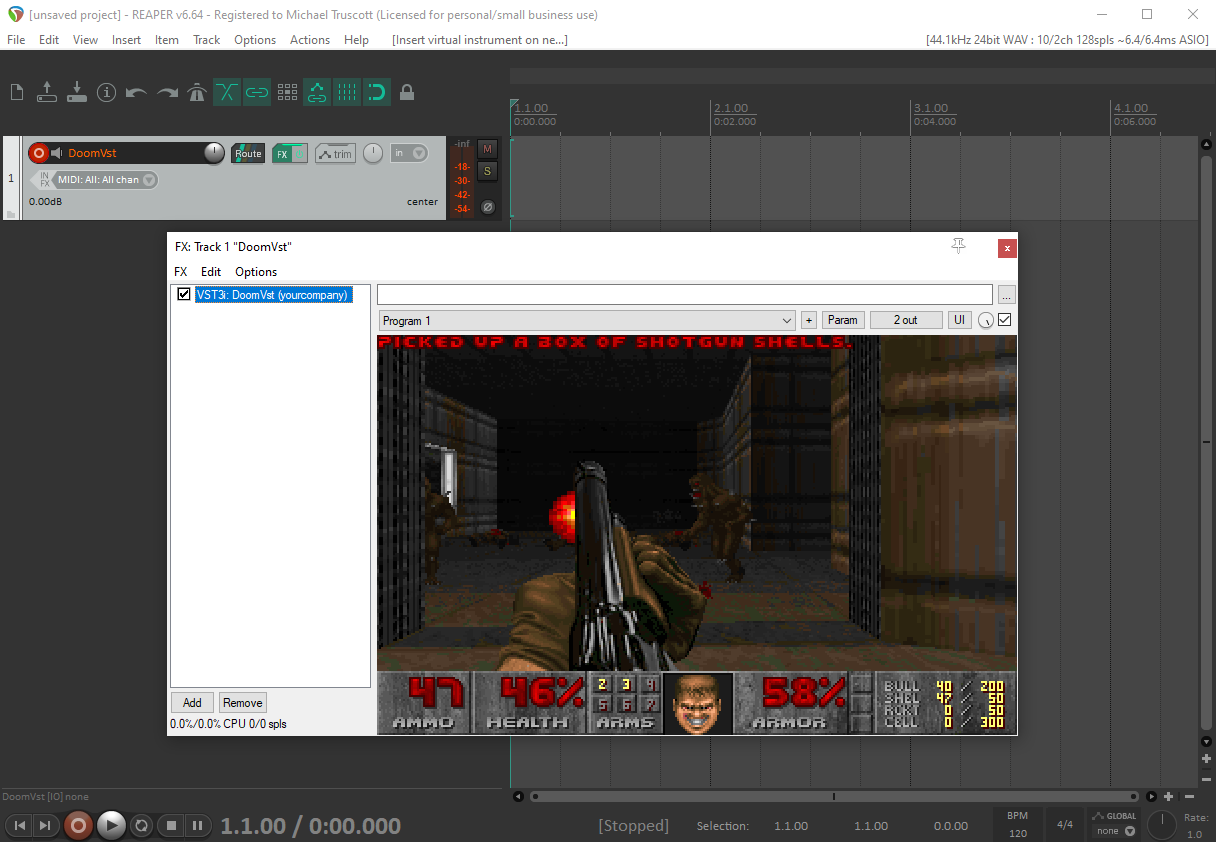 [unsaved project] - REAPER v6.64 - Registered to Michael Truscott (Licensed for personal/small business use)
File Edit View Insert Item Track Options Actions Help [Insert virtual instrument on ne...] [44.1kHz 24bit WAV : 10/2ch 128spls ~6.4/6.4ms ASIO]
1.1.00 2.1.00 3.1.00 4.1.00
0:00.000 0:02.000 0:04.000 0:06.000
1
DoomVst Route FX trim in
-inf M
-18- S
-30-
-42-
-54-
IN FX MIDI: All: All chan
0.00dB center
FX: Track 1 "DoomVst" x
FX Edit Options
VST3i: DoomVst (yourcompany) ...
Program 1 + Param 2 out UI
PICKED UP A BOX OF SHOTGUN SHELLS.
47 46% 2 3 4 58%
5 6 7
AMMO HEALTH ARMS ARMOR
BULL 40 / 200
SHEL 47 / 50
RCKT 0 / 50
CELL 0 / 300
Add Remove
0.0%/0.0% CPU 0/0 spls
DoomVst [IO] none
1.1.00 / 0:00.000 [Stopped] Selection: 1.1.00 1.1.00 0.0.00
BPM
120
4/4
GLOBAL
none
Rate:
1.0